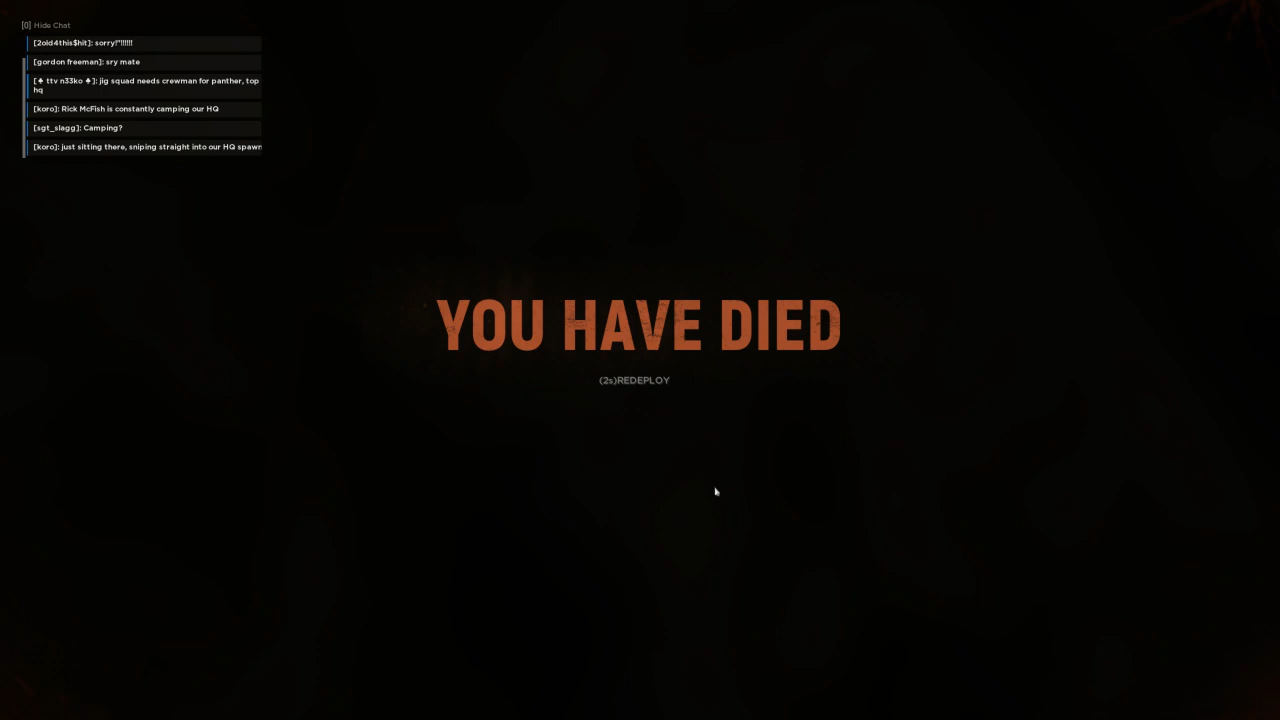 [0] Hide Chat
[2old4this$hit]: sorry!"!!!!!!
[gordon freeman]: sry mate
[♠ ttv n33ko ♠]: jig squad needs crewman for panther, top
hq
[koro]: Rick McFish is constantly camping our HQ
[sgt_slagg]: Camping?
[koro]: just sitting there, sniping straight into our HQ spawn
YOU HAVE DIED
(2s)REDEPLOY